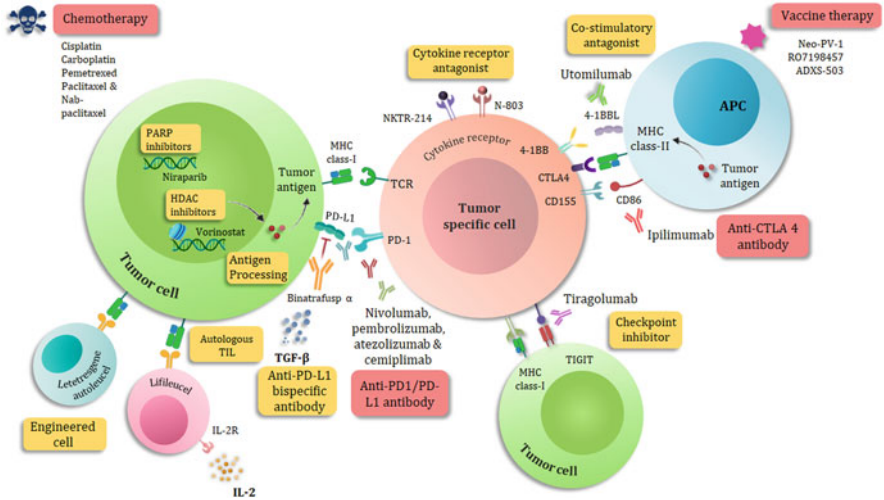 Chemotherapy
Cisplatin
Carboplatin
Pemetrexed
Paclitaxel &
Nab-
paclitaxel
Cytokine receptor
antagonist
NKTR-214
N-803
Co-stimulatory
antagonist
Utomilumab
4-1BBL
Vaccine therapy
Neo-PV-1
RO7198457
ADXS-503
APC
MHC
class-II
Tumor
antigen
PARP
inhibitors
Niraparib
HDAC
inhibitors
Vorinostat
Antigen
Processing
Tumor
antigen
Tumor cell
MHC
class-I
TCR
PD-L1
PD-1
Cytokine receptor
Tumor
specific cell
4-1BB
CTLA4
CD155
CD86
Ipilimumab
Anti-CTLA 4
antibody
Binatrafusp α
TGF-β
Anti-PD-L1
bispecific
antibody
Nivolumab,
pembrolizumab,
atezolizumab &
cemiplimab
Anti-PD1/PD-
L1 antibody
Tiragolumab
Checkpoint
inhibitor
MHC
class-I
TIGIT
Tumor cell
Autologous
TIL
Letetresgene
autoleucel
Engineered
cell
Lifileucel
IL-2R
IL-2